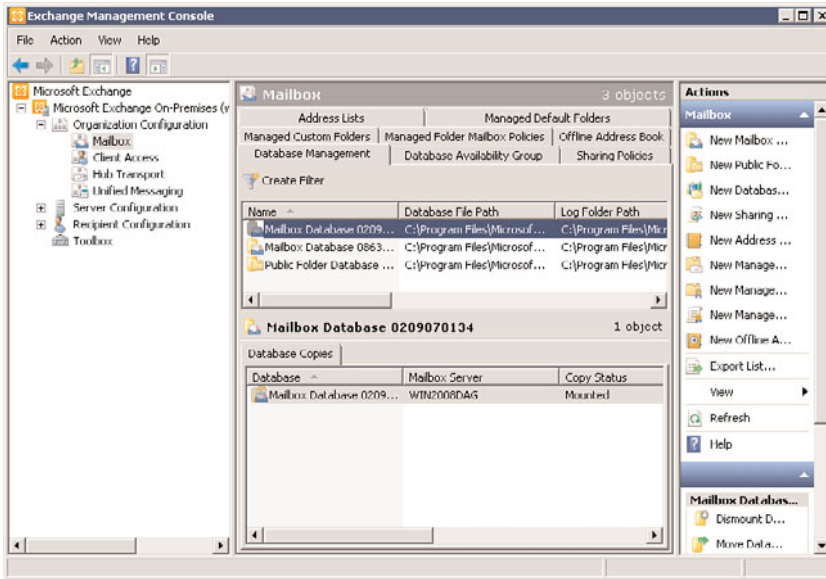 Exchange Management Console
File Action View Help
Microsoft Exchange
Microsoft Exchange On-Premises (v
Organization Configuration
Mailbox
Client Access
Hub Transport
Unified Messaging
Server Configuration
Recipient Configuration
Toolbox
Mailbox 3 objects
Address Lists Managed Default Folders
Managed Custom Folders Managed Folder Mailbox Policies Offline Address Book
Database Management Database Availability Group Sharing Policies
Create Filter
Name Database File Path Log Folder Path
Mailbox Database 0209... C:\Program Files\Microsof... C:\Program Files\Micr
Mailbox Database 0863... C:\Program Files\Microsof... C:\Program Files\Micr
Public Folder Database ... C:\Program Files\Microsof... C:\Program Files\Micr
Mailbox Database 0209070134 1 object
Database Copies
Database Mailbox Server Copy Status
Mailbox Database 0209... WIN2008DAG Mounted
Actions
Mailbox
New Mailbox ...
New Public Fo...
New Databas...
New Sharing ...
New Address ...
New Manage...
New Manage...
New Manage...
New Offline A...
Export List...
View
Refresh
Help
Mailbox Databas...
Dismount D...
Move Data...